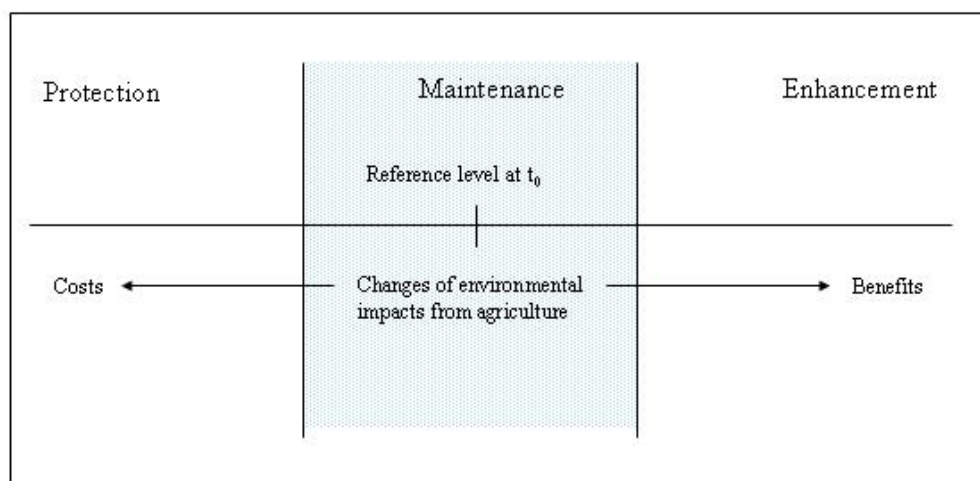 Protection
Maintenance
Enhancement
Reference level at t₀
Costs
Changes of environmental
impacts from agriculture
Benefits